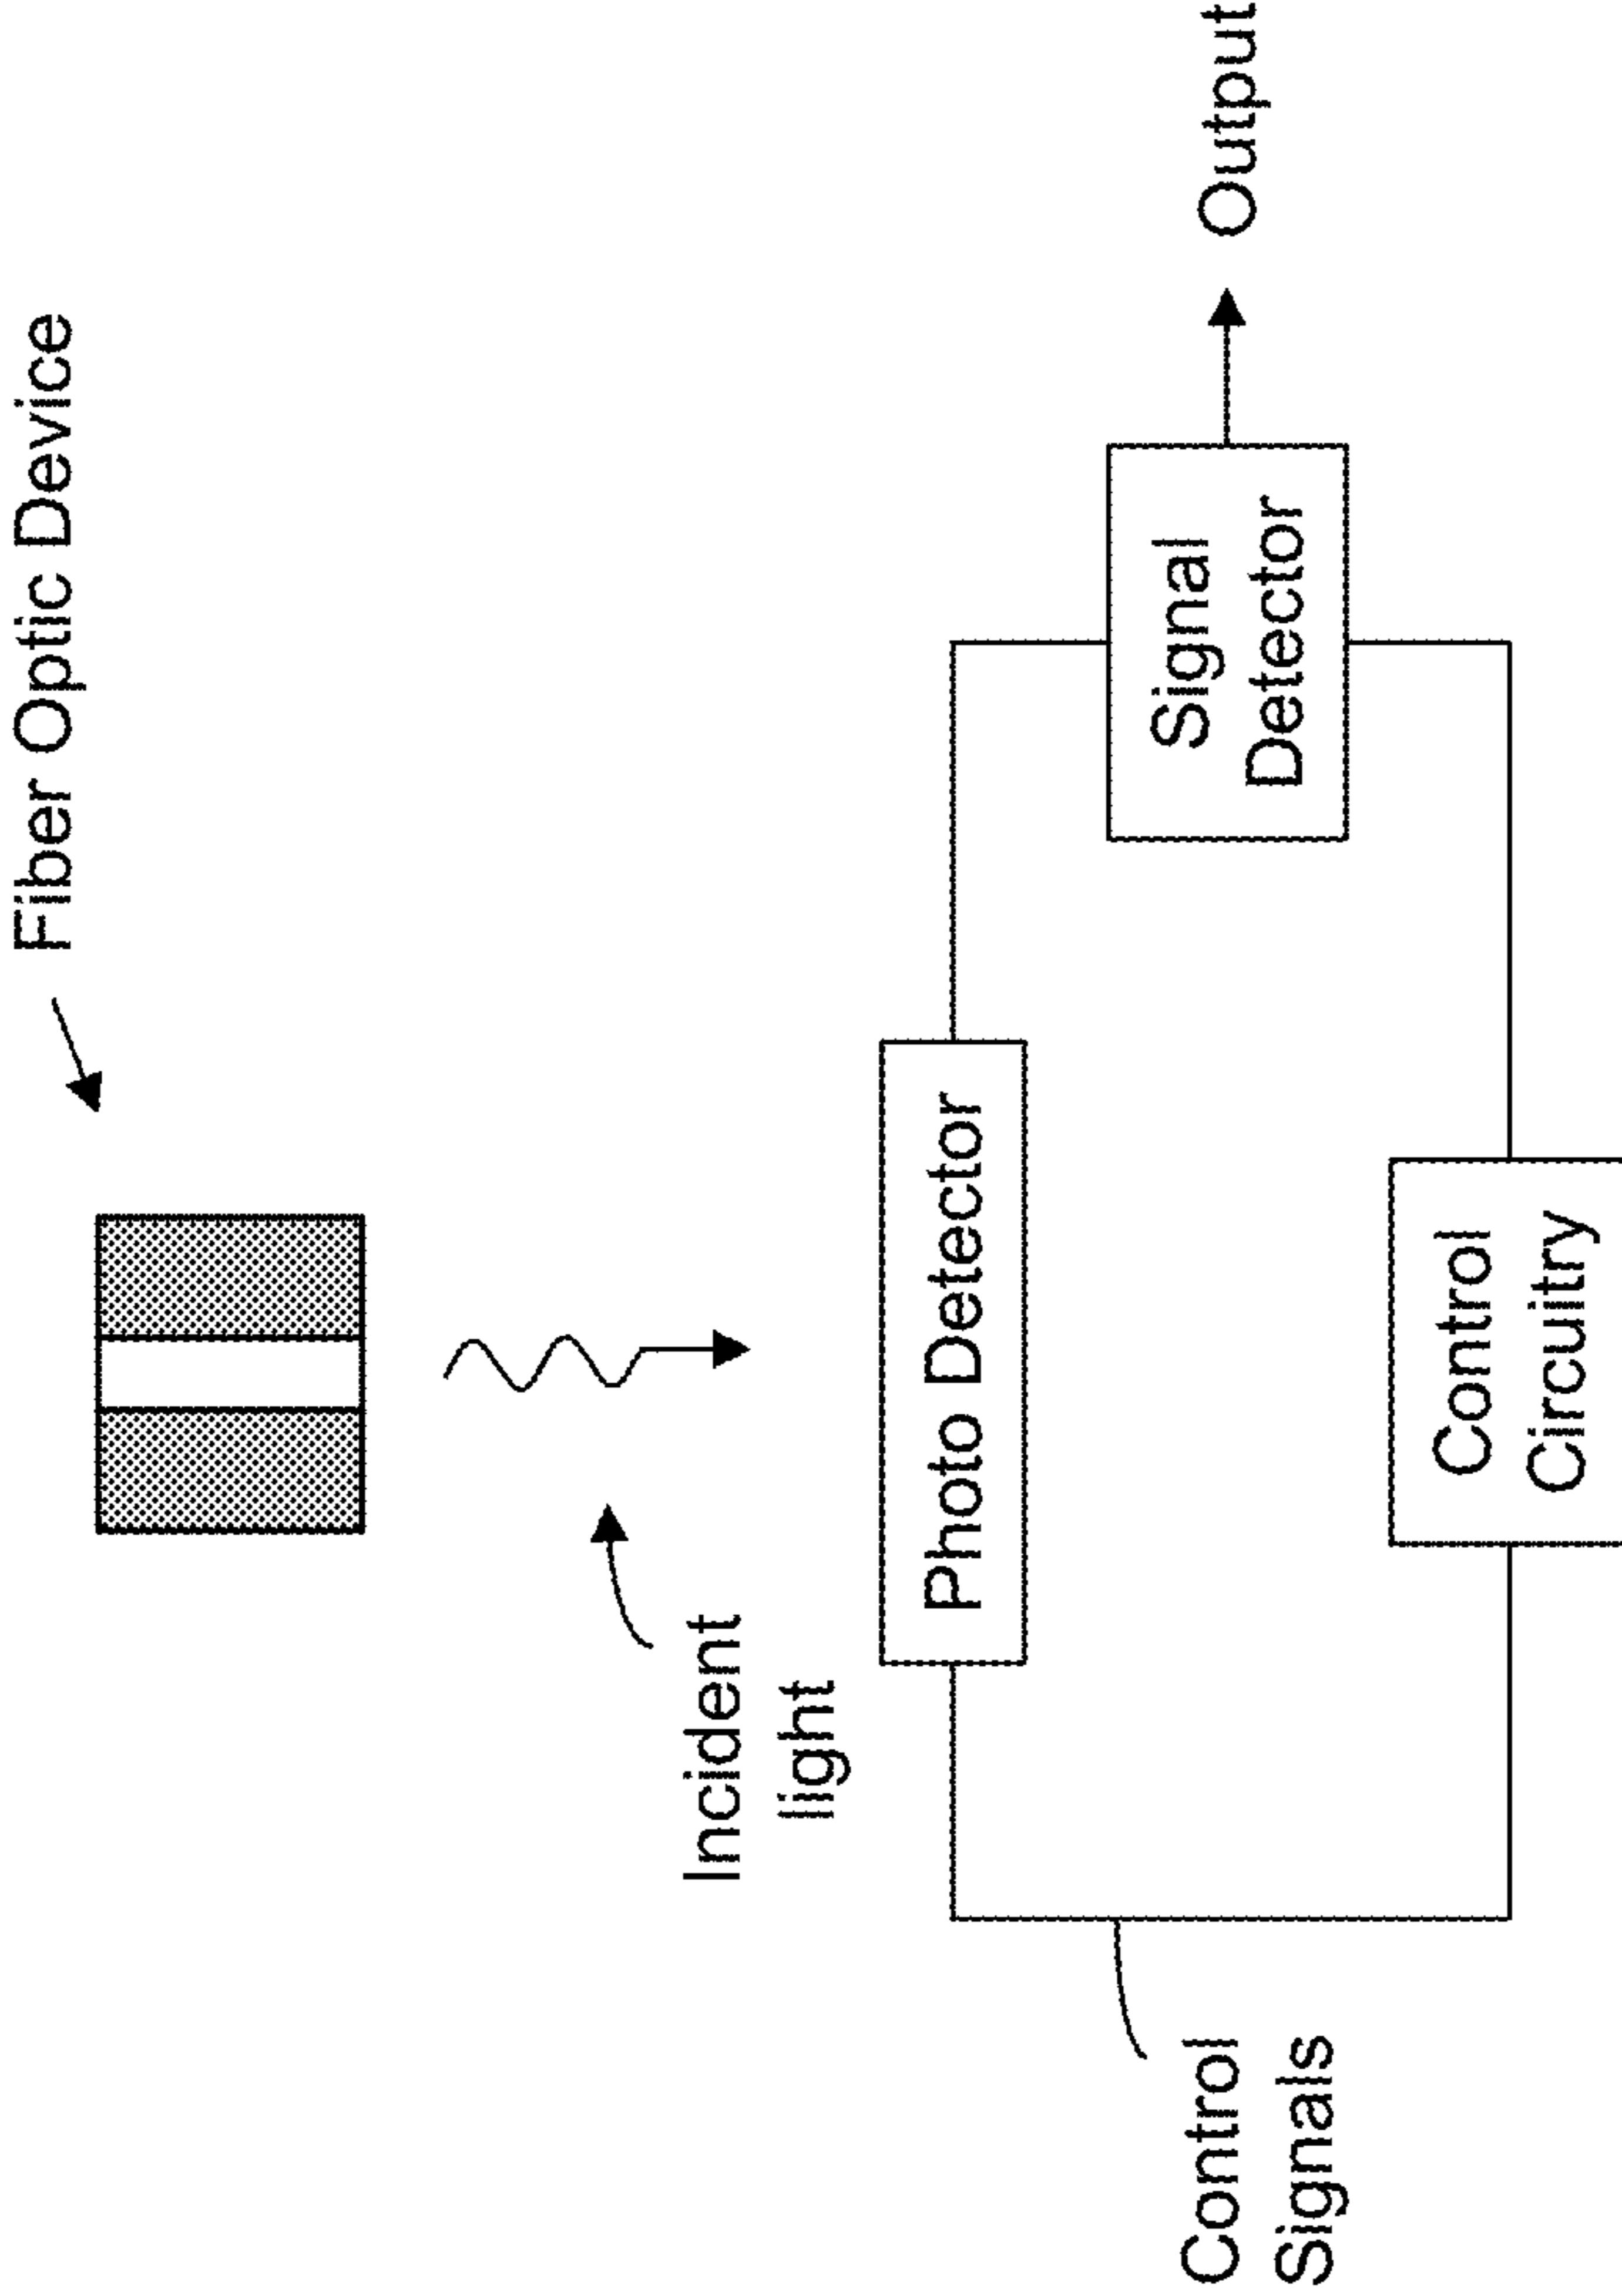 Fiber Optic Device
Incident
light
Photo Detector
Signal
Detector
Output
Control
Signals
Control
Circuitry